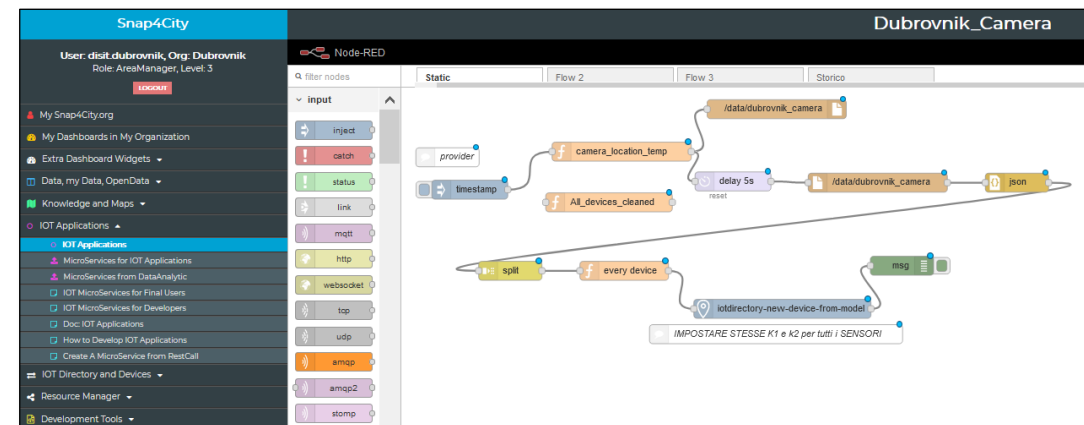 Snap4City
Dubrovnik_Camera
User: disit.dubrovnik, Org: Dubrovnik
Role: AreaManager, Level: 3
LOGOUT
My Snap4City.org
My Dashboards in My Organization
Extra Dashboard Widgets
Data, my Data, OpenData
Knowledge and Maps
IOT Applications
IOT Applications
MicroServices for IOT Applications
MicroServices from DataAnalytic
IOT MicroServices for Final Users
IOT MicroServices for Developers
Doc: IOT Applications
How to Develop IOT Applications
Create A MicroService from RestCall
IOT Directory and Devices
Resource Manager
Development Tools
Node-RED
filter nodes
input
inject
catch
status
link
mqtt
http
websocket
tcp
udp
amqp
amqp2
stomp
Static
Flow 2
Flow 3
Storico
/data/dubrovnik_camera
provider
camera_location_temp
timestamp
delay 5s
reset
/data/dubrovnik_camera
json
All_devices_cleaned
split
every device
msg
iotdirectory-new-device-from-model
IMPOSTARE STESSE K1 e k2 per tutti i SENSORI